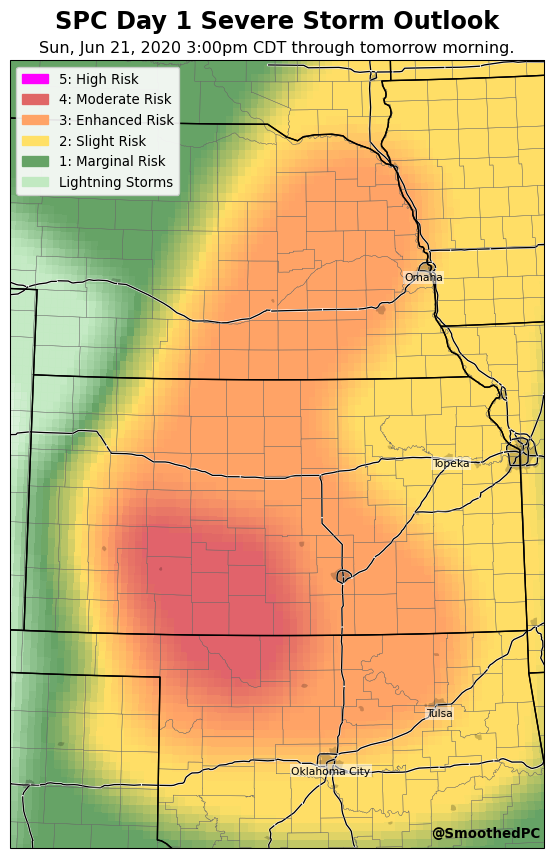 SPC Day 1 Severe Storm Outlook
Sun, Jun 21, 2020 3:00pm CDT through tomorrow morning.
5: High Risk
4: Moderate Risk
3: Enhanced Risk
2: Slight Risk
1: Marginal Risk
Lightning Storms
Omaha
Topeka
Tulsa
Oklahoma City
@SmoothedPC